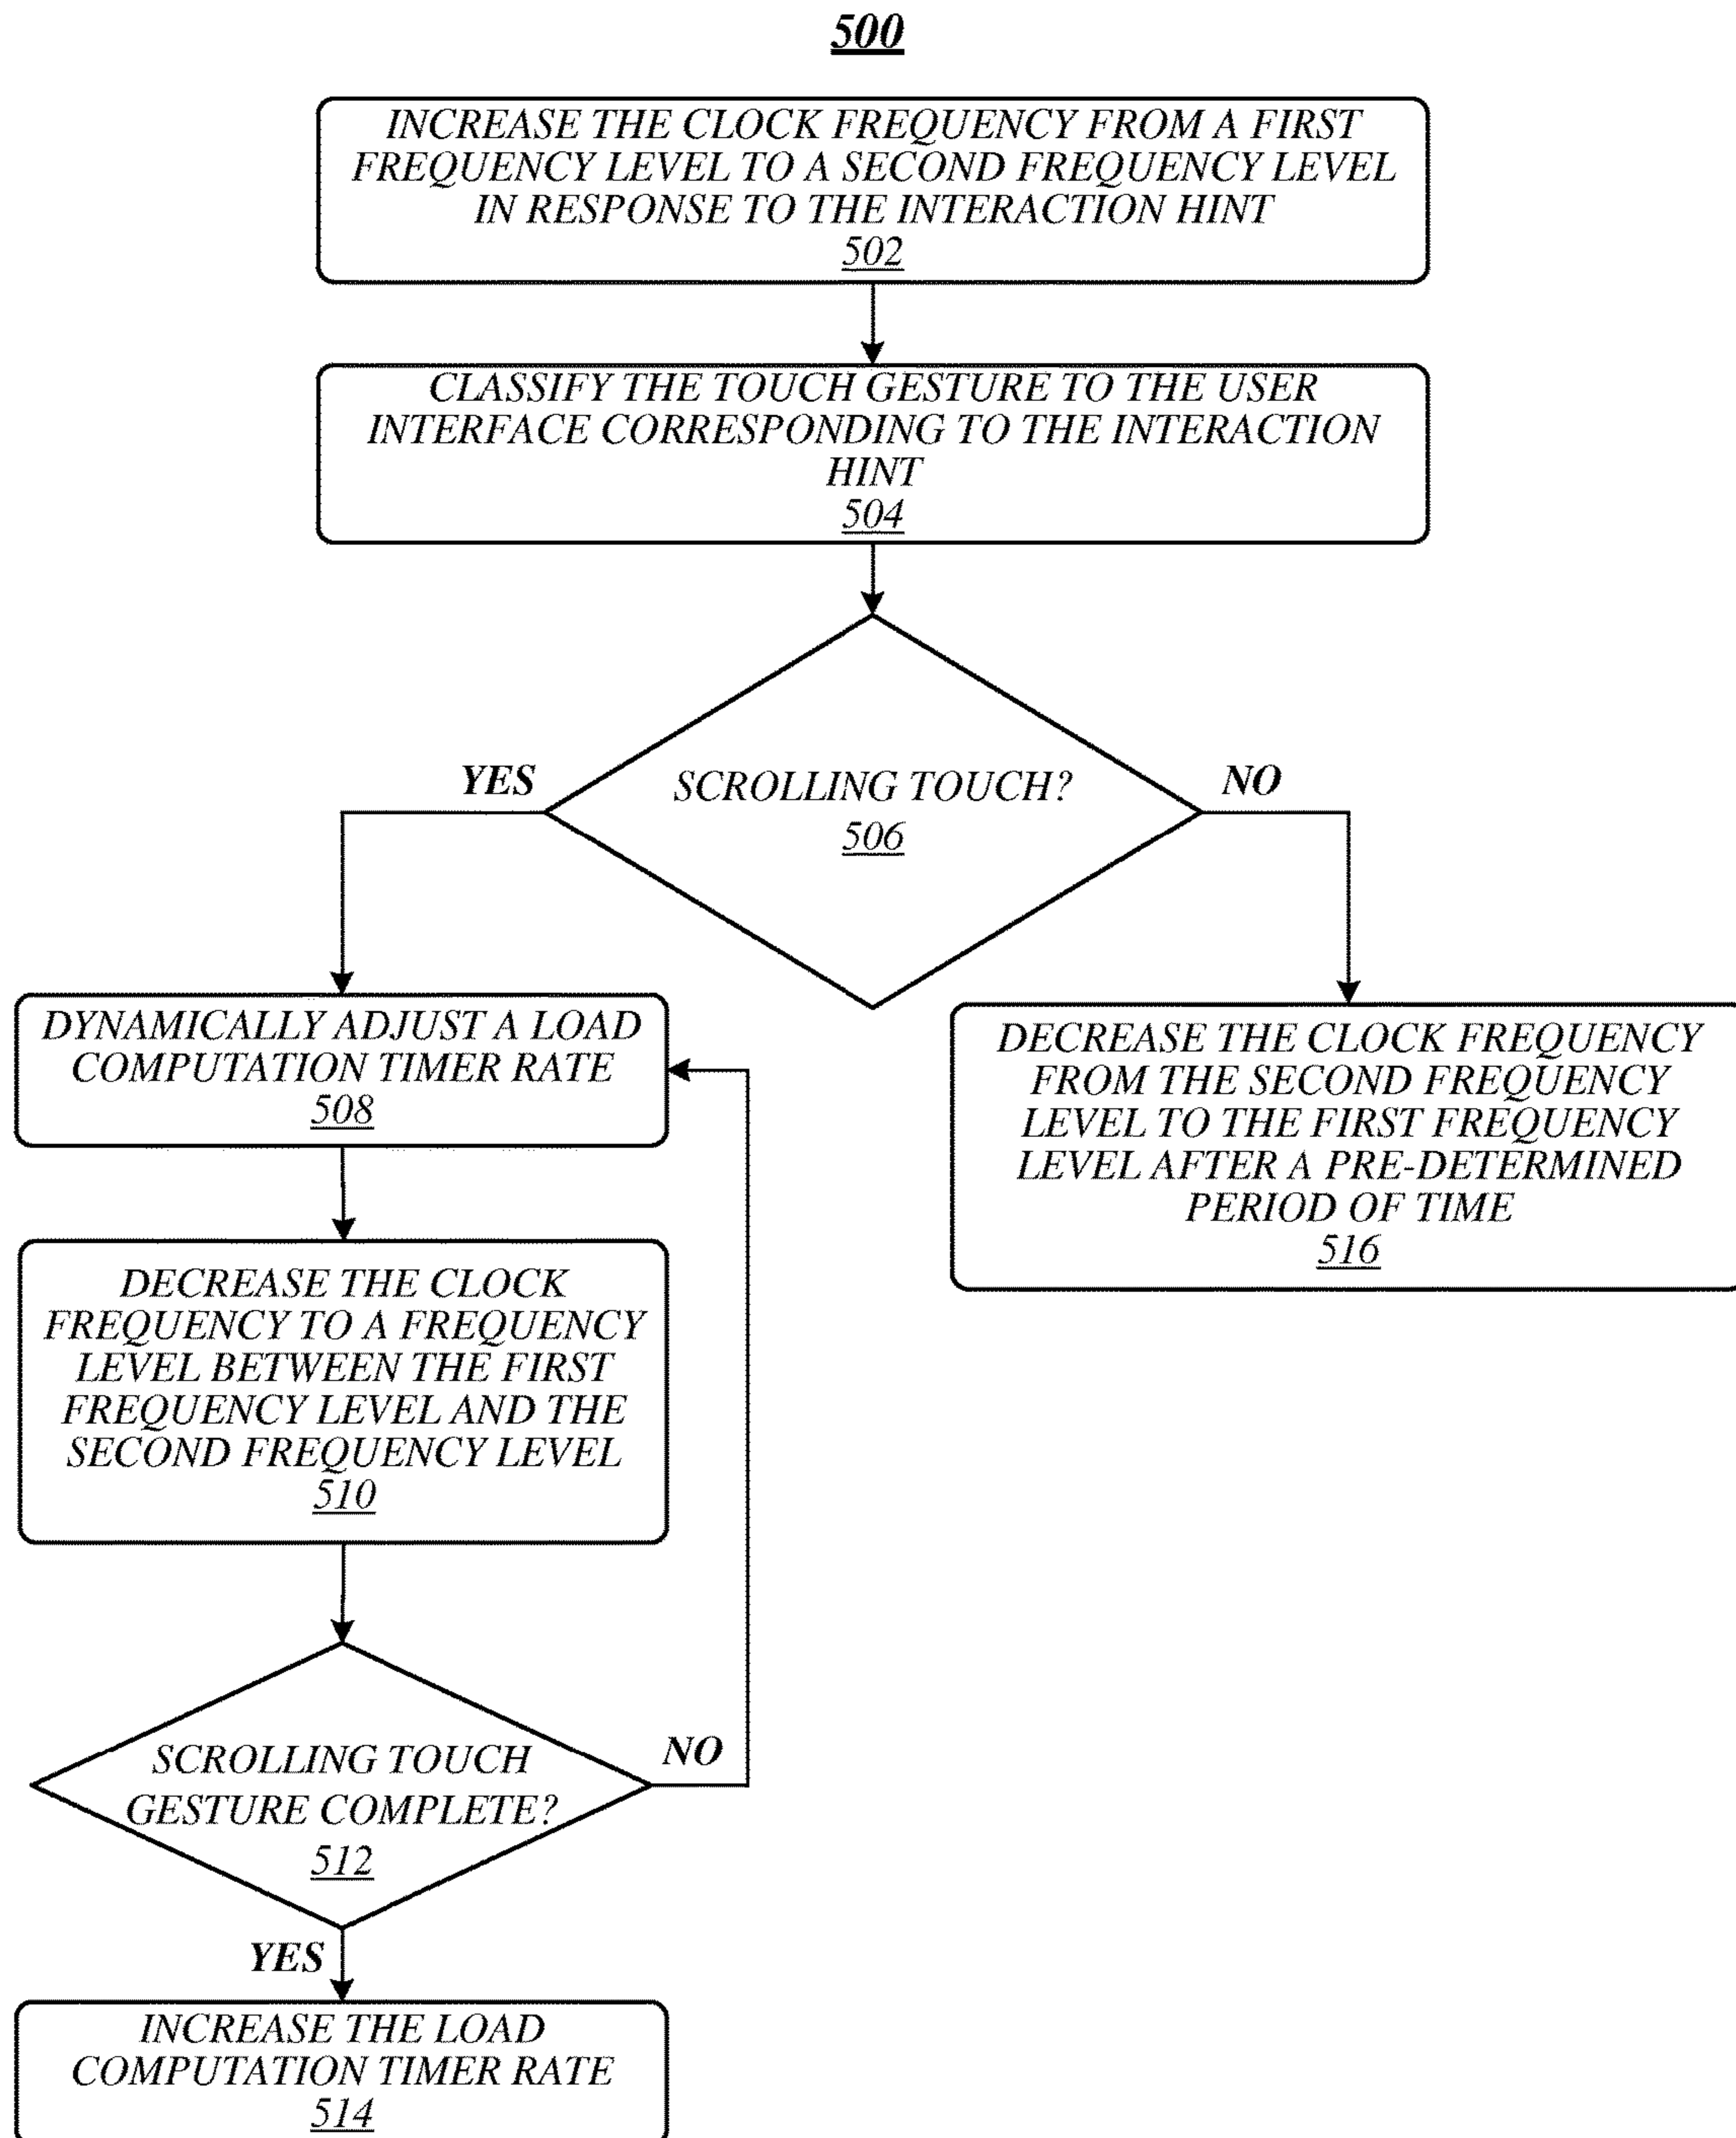 500
INCREASE THE CLOCK FREQUENCY FROM A FIRST
FREQUENCY LEVEL TO A SECOND FREQUENCY LEVEL
IN RESPONSE TO THE INTERACTION HINT
502
CLASSIFY THE TOUCH GESTURE TO THE USER
INTERFACE CORRESPONDING TO THE INTERACTION
HINT
504
SCROLLING TOUCH?
506
YES
NO
DYNAMICALLY ADJUST A LOAD
COMPUTATION TIMER RATE
508
DECREASE THE CLOCK FREQUENCY
FROM THE SECOND FREQUENCY
LEVEL TO THE FIRST FREQUENCY
LEVEL AFTER A PRE-DETERMINED
PERIOD OF TIME
516
DECREASE THE CLOCK
FREQUENCY TO A FREQUENCY
LEVEL BETWEEN THE FIRST
FREQUENCY LEVEL AND THE
SECOND FREQUENCY LEVEL
510
SCROLLING TOUCH
GESTURE COMPLETE?
512
NO
YES
INCREASE THE LOAD
COMPUTATION TIMER RATE
514